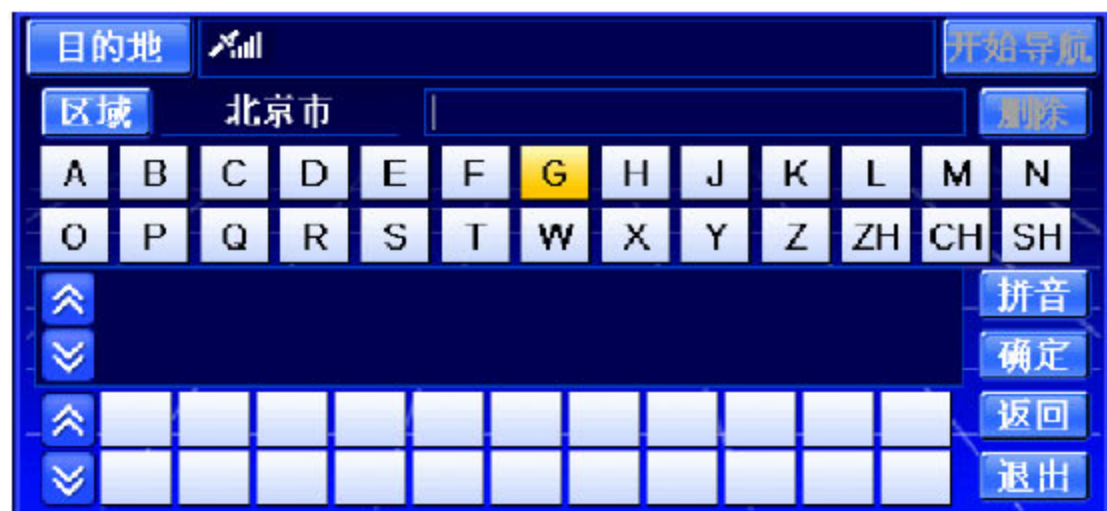 目的地 开始导航
区域 北京市 删除
A B C D E F G H J K L M N
O P Q R S T W X Y Z ZH CH SH
拼音
确定
返回
退出